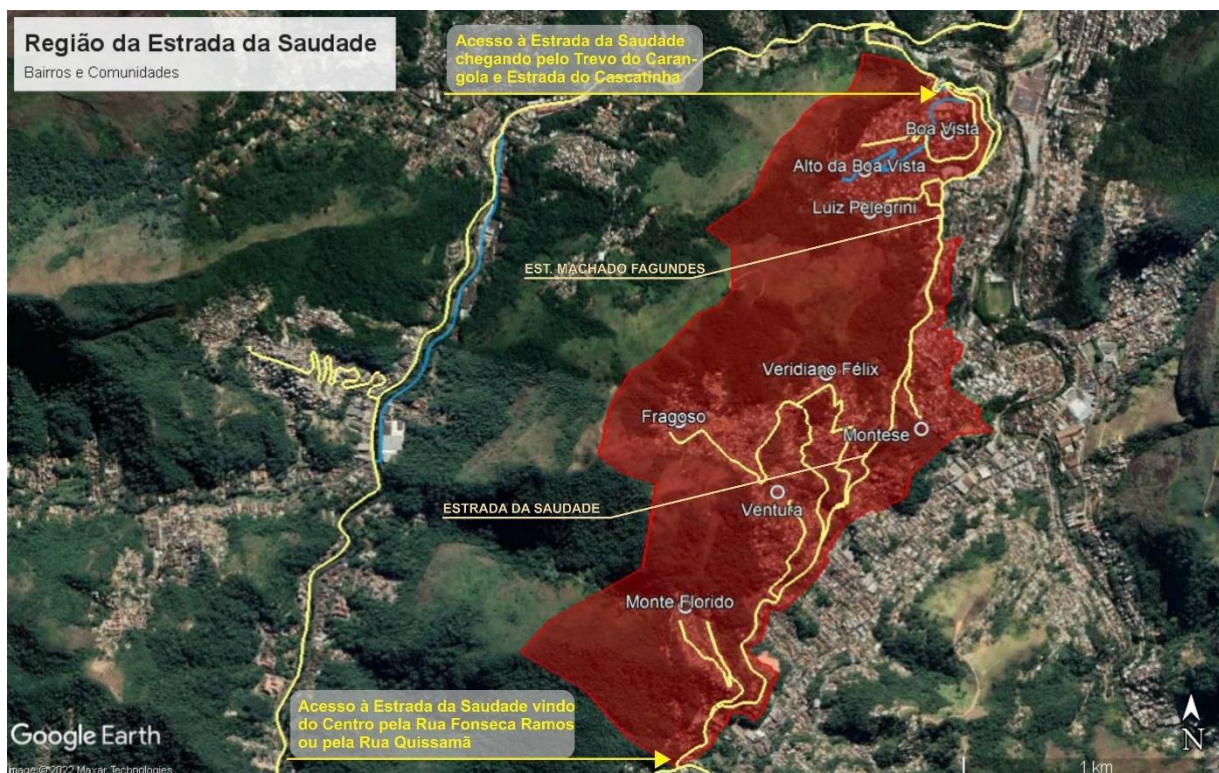 Região da Estrada da Saudade
Bairros e Comunidades
Acesso à Estrada da Saudade
chegando pelo Trevo do Caran-
gola e Estrada do Cascatinha
Boa Vista
Alto da Boa Vista
Luiz Pelegrini
EST. MACHADO FAGUNDES
Veridiano Félix
Fragoso
Montese
ESTRADA DA SAUDADE
Ventura
Monte Florido
Acesso à Estrada da Saudade vindo
do Centro pela Rua Fonseca Ramos
ou pela Rua Quissamã
Google Earth
Image © 2022 Maxar Technologies
1 km
N